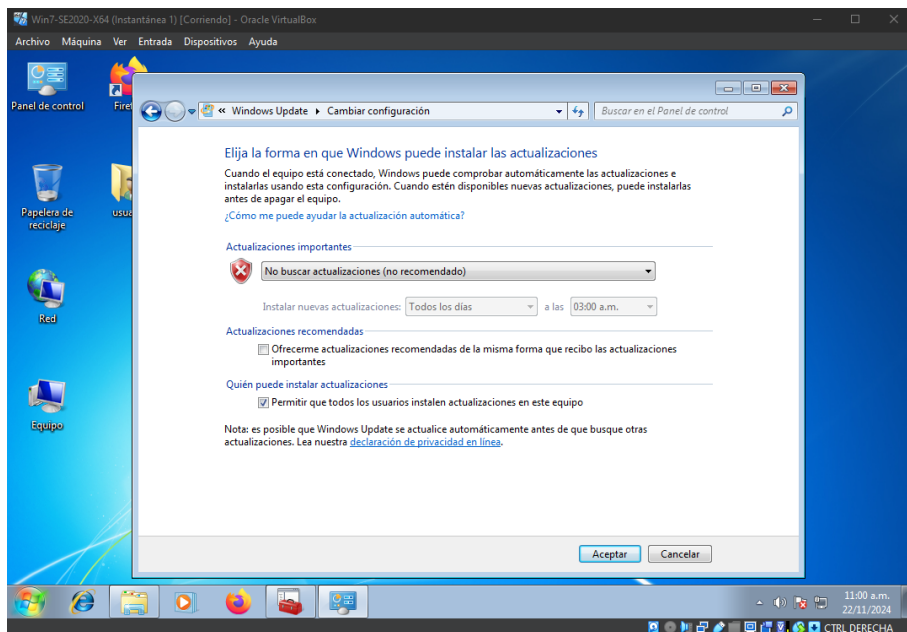 Win7-SE2020-X64 (Instantánea 1) [Corriendo] - Oracle VirtualBox
Archivo Máquina Ver Entrada Dispositivos Ayuda
Panel de control
Firef
Papelera de
reciclaje
usua
Red
Equipo
« Windows Update Cambiar configuración
Buscar en el Panel de control
Elija la forma en que Windows puede instalar las actualizaciones
Cuando el equipo está conectado, Windows puede comprobar automáticamente las actualizaciones e
instalarlas usando esta configuración. Cuando estén disponibles nuevas actualizaciones, puede instalarlas
antes de apagar el equipo.
¿Cómo me puede ayudar la actualización automática?
Actualizaciones importantes
No buscar actualizaciones (no recomendado)
Instalar nuevas actualizaciones: Todos los días a las 03:00 a.m.
Actualizaciones recomendadas
Ofrecerme actualizaciones recomendadas de la misma forma que recibo las actualizaciones
importantes
Quién puede instalar actualizaciones
Permitir que todos los usuarios instalen actualizaciones en este equipo
Nota: es posible que Windows Update se actualice automáticamente antes de que busque otras
actualizaciones. Lea nuestra declaración de privacidad en línea.
Aceptar Cancelar
11:00 a.m.
22/11/2024
CTRL DERECHA